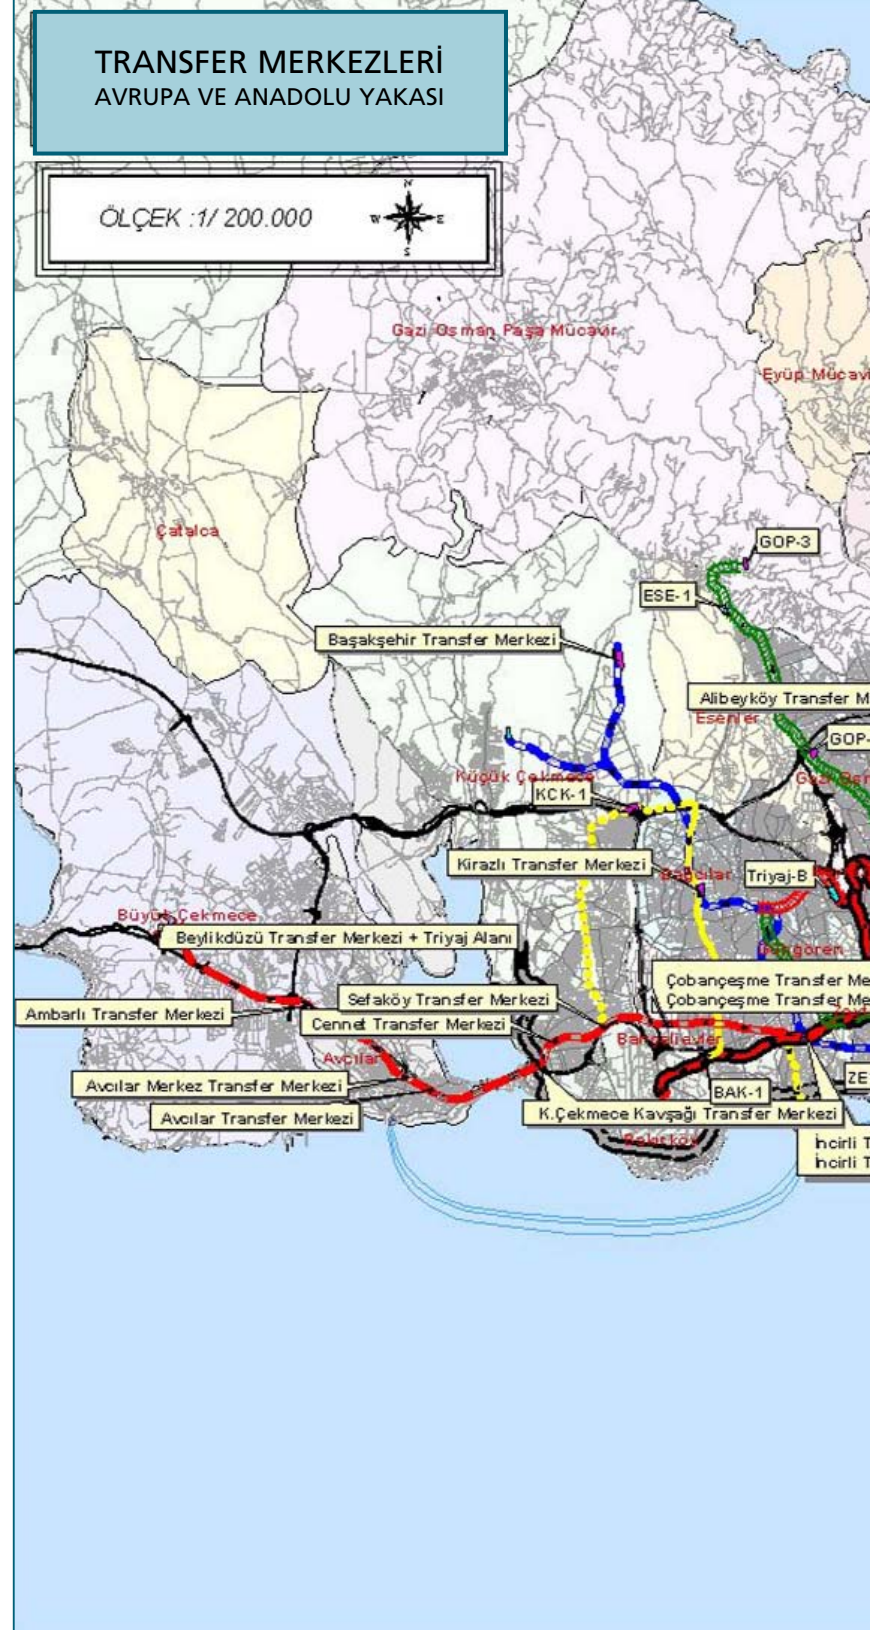 TRANSFER MERKEZLERİ
AVRUPA VE ANADOLU YAKASI
ÖLÇEK :1/ 200.000
N
W E
S
Gazi Osman Paşa Mücavir
Eyüp Mücavi
Çatalca
GOP-3
ESE-1
Başakşehir Transfer Merkezi
Alibeyköy Transfer M
Esenler
GOP-
Küçük Çekmece
KCK-1
Kirazlı Transfer Merkezi
Bağcılar
Triyaj-B
Büyük Çekmece
Beylikdüzü Transfer Merkezi + Triyaj Alanı
Güngören
Çobançeşme Transfer Me
Çobançeşme Transfer Me
Sefaköy Transfer Merkezi
Ambarlı Transfer Merkezi
Cennet Transfer Merkezi
Bahçelievler
Avcılar
Avcılar Merkez Transfer Merkezi
ZE
BAK-1
Avcılar Transfer Merkezi
K.Çekmece Kavşağı Transfer Merkezi
Bakırköy
İncirli T
İncirli T